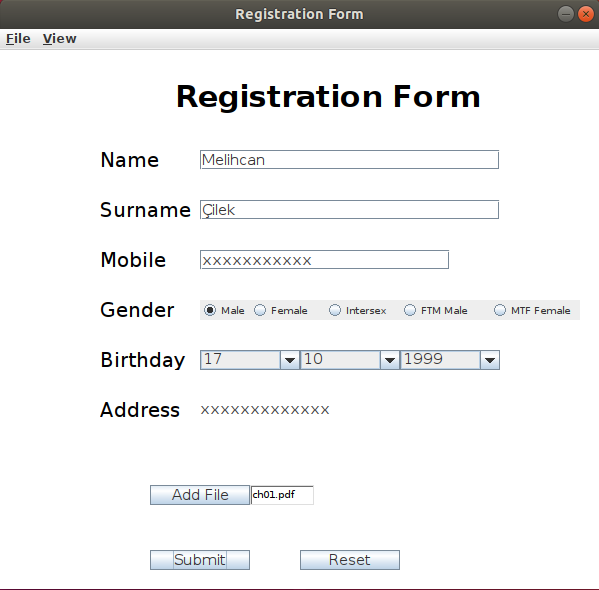 Registration Form
File View
Registration Form
Name Melihcan
Surname Çilek
Mobile xxxxxxxxxxx
Gender Male Female Intersex FTM Male MTF Female
Birthday 17 10 1999
Address xxxxxxxxxxxxx
Add File ch01.pdf
Submit Reset